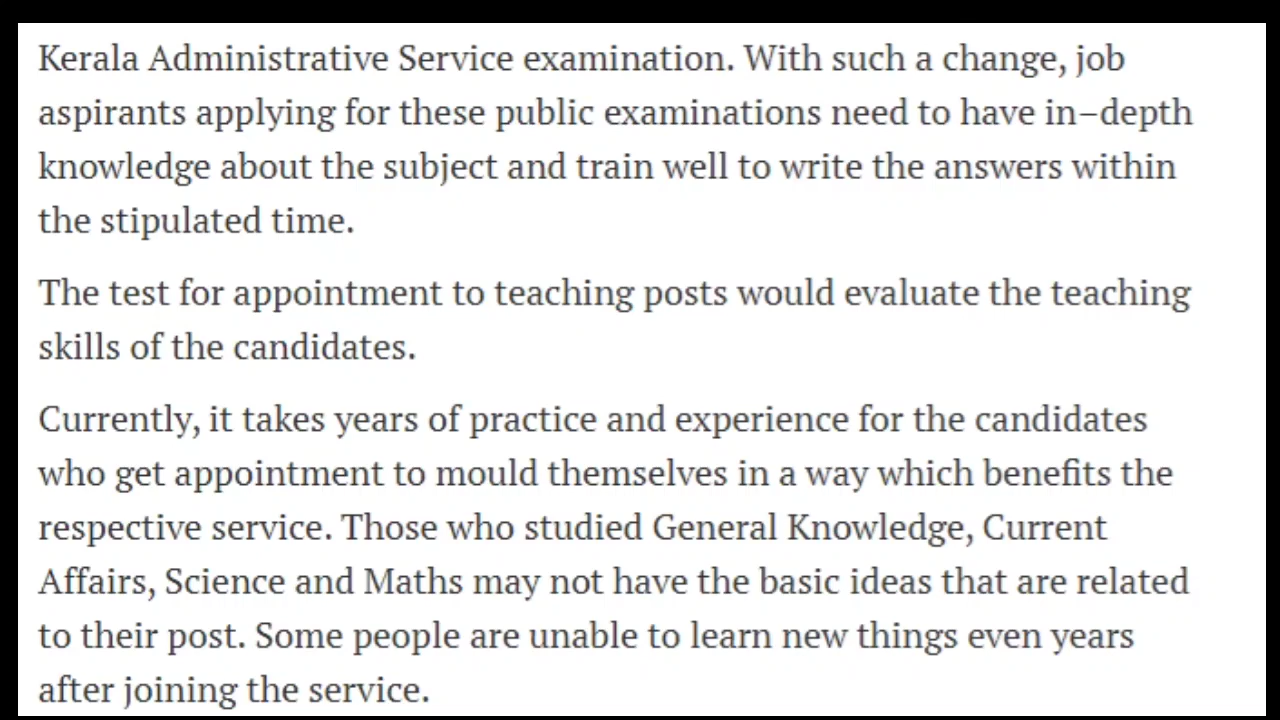 Kerala Administrative Service examination. With such a change, job
aspirants applying for these public examinations need to have in–depth
knowledge about the subject and train well to write the answers within
the stipulated time.
The test for appointment to teaching posts would evaluate the teaching
skills of the candidates.
Currently, it takes years of practice and experience for the candidates
who get appointment to mould themselves in a way which benefits the
respective service. Those who studied General Knowledge, Current
Affairs, Science and Maths may not have the basic ideas that are related
to their post. Some people are unable to learn new things even years
after joining the service.